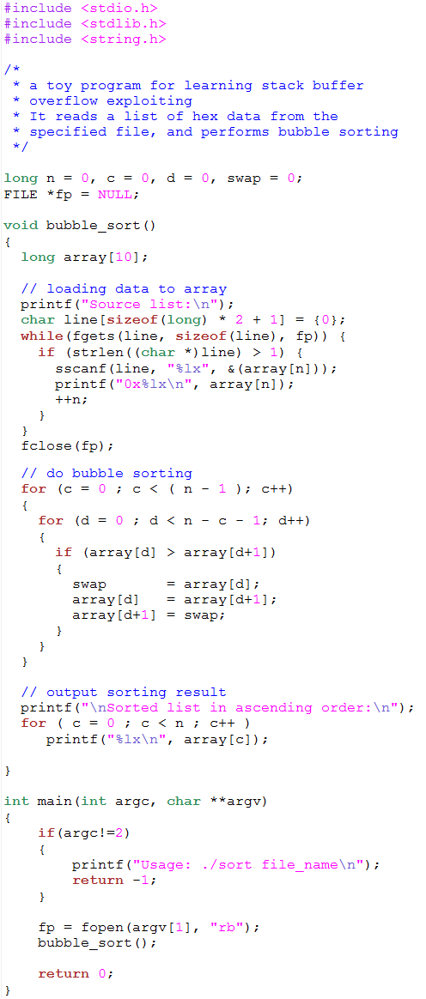 #include <stdio.h>
#include <stdlib.h>
#include <string.h>

/*
 * a toy program for learning stack buffer
 * overflow exploiting
 * It reads a list of hex data from the
 * specified file, and performs bubble sorting
 */

long n = 0, c = 0, d = 0, swap = 0;
FILE *fp = NULL;

void bubble_sort()
{
  long array[10];

  // loading data to array
  printf("Source list:\n");
  char line[sizeof(long) * 2 + 1] = {0};
  while(fgets(line, sizeof(line), fp)) {
    if (strlen((char *)line) > 1) {
      sscanf(line, "%lx", &(array[n]));
      printf("0x%lx\n", array[n]);
      ++n;
    }
  }
  fclose(fp);

  // do bubble sorting
  for (c = 0 ; c < ( n - 1 ); c++)
  {
    for (d = 0 ; d < n - c - 1; d++)
    {
      if (array[d] > array[d+1])
      {
        swap       = array[d];
        array[d]   = array[d+1];
        array[d+1] = swap;
      }
    }
  }

  // output sorting result
  printf("\nSorted list in ascending order:\n");
  for ( c = 0 ; c < n ; c++ )
     printf("%lx\n", array[c]);

}

int main(int argc, char **argv)
{
    if(argc!=2)
    {
        printf("Usage: ./sort file_name\n");
        return -1;
    }

    fp = fopen(argv[1], "rb");
    bubble_sort();

    return 0;
}